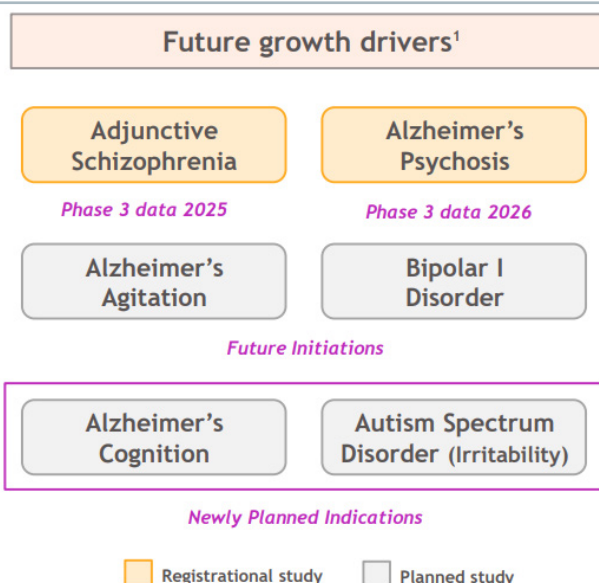 Future growth drivers¹
Adjunctive
Schizophrenia
Alzheimer's
Psychosis
Phase 3 data 2025
Phase 3 data 2026
Alzheimer's
Agitation
Bipolar I
Disorder
Future Initiations
Alzheimer's
Cognition
Autism Spectrum
Disorder (Irritability)
Newly Planned Indications
Registrational study
Planned study